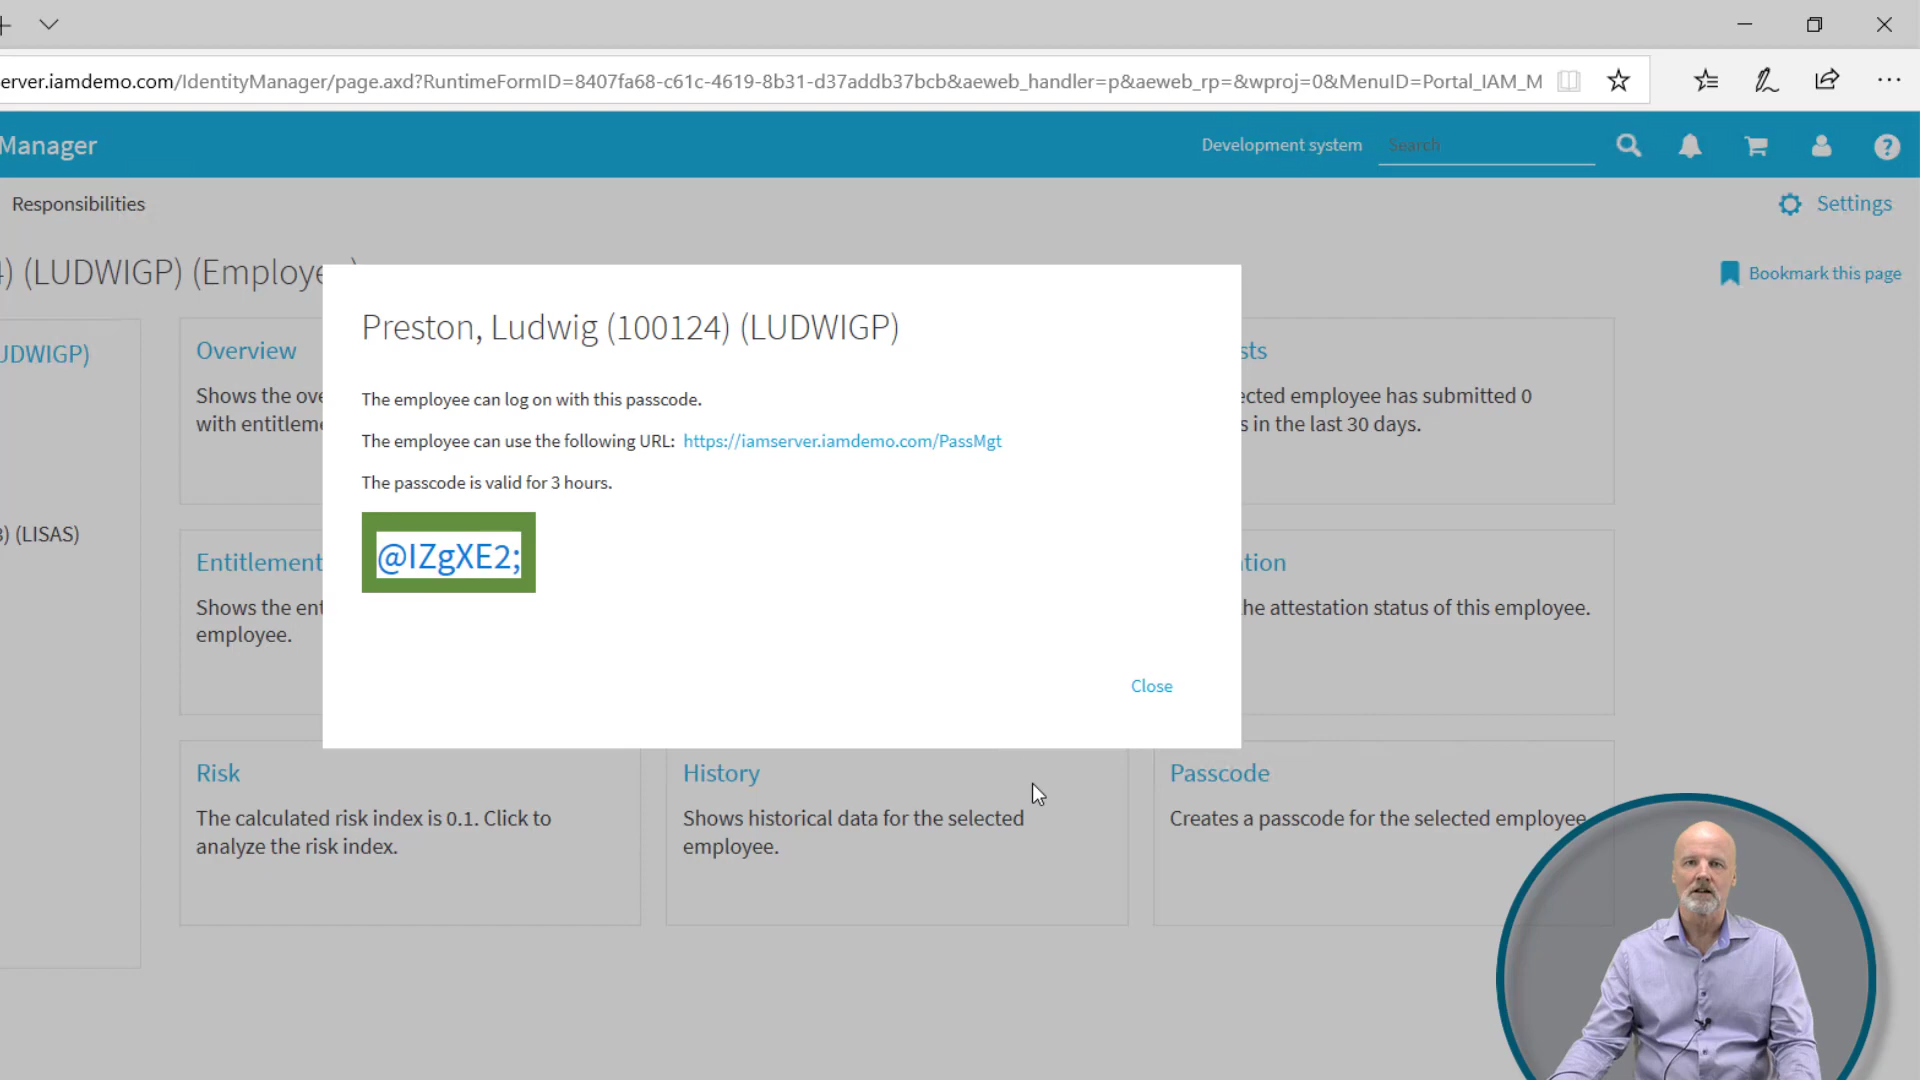 erver.iamdemo.com/IdentityManager/page.axd?RuntimeFormID=8407fa68-c61c-4619-8b31-d37addb37bcb&aeweb_handler=p&aeweb_rp=&wproj=0&MenuID=Portal_IAM_M
Manager
Development system
Search
Responsibilities
Settings
) (LUDWIGP) (Employe
Bookmark this page
Preston, Ludwig (100124) (LUDWIGP)
UDWIGP)
Overview
sts
Shows the ove
with entitleme
ected employee has submitted 0
s in the last 30 days.
The employee can log on with this passcode.
The employee can use the following URL: https://iamserver.iamdemo.com/PassMgt
The passcode is valid for 3 hours.
@IZgXE2;
) (LISAS)
Entitlement
tion
Shows the ent
employee.
he attestation status of this employee.
Close
Risk
The calculated risk index is 0.1. Click to
analyze the risk index.
History
Shows historical data for the selected
employee.
Passcode
Creates a passcode for the selected employee.